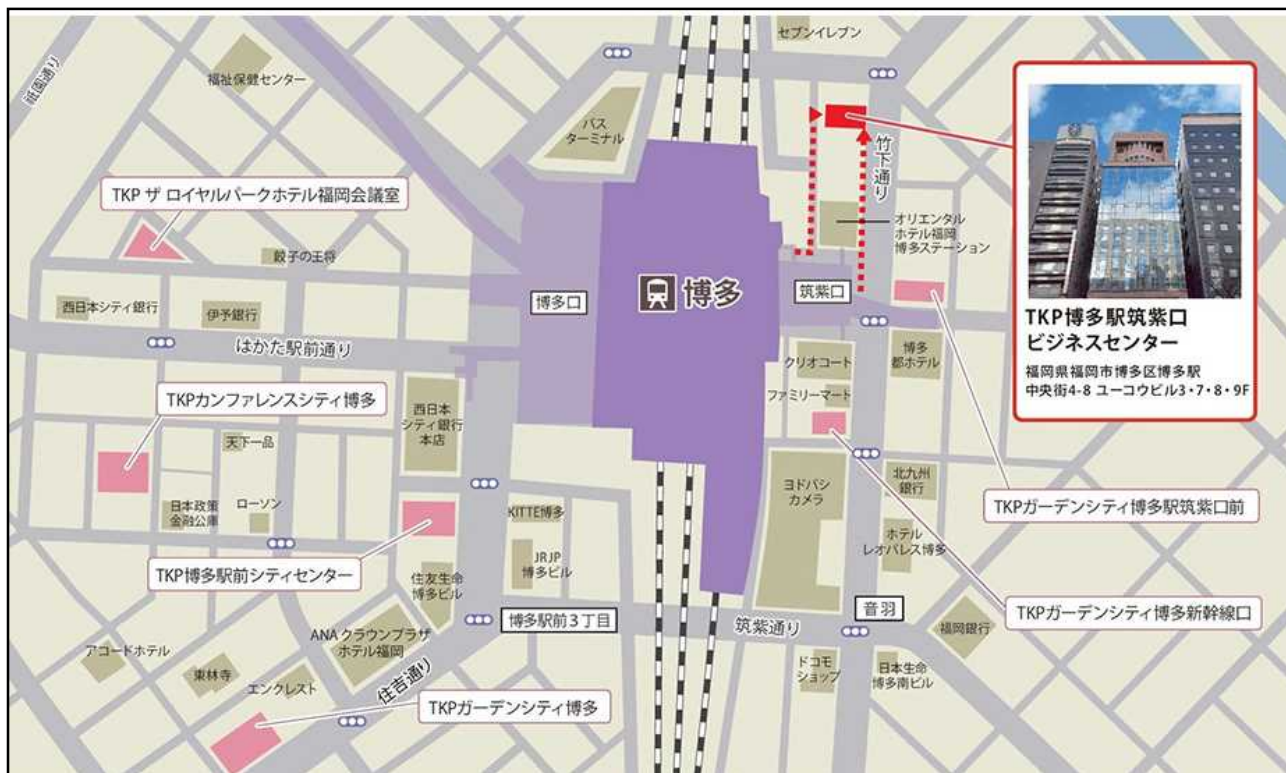 セブンイレブン
祇園通り
福祉保健センター
バス
ターミナル
竹下通り
TKP ザ ロイヤルパークホテル福岡会議室
オリエンタル
ホテル福岡
博多ステーション
餃子の王将
西日本シティ銀行
伊予銀行
博多口
博多
筑紫口
はかた駅前通り
TKP博多駅筑紫口
ビジネスセンター
福岡県福岡市博多区博多駅
中央街4-8 ユーコウビル3・7・8・9F
クリオコート
博多
都ホテル
ファミリーマート
TKPカンファレンスシティ博多
西日本
シティ銀行
本店
天下一品
日本政策
金融公庫
ローソン
KITTE博多
ヨドバシ
カメラ
北九州
銀行
TKPガーデンシティ博多駅筑紫口前
TKP博多駅前シティセンター
住友生命
博多ビル
JRJP
博多ビル
ホテル
レオパレス博多
博多駅前3丁目
筑紫通り
音羽
TKPガーデンシティ博多新幹線口
福岡銀行
ANA クラウンプラザ
ホテル福岡
住吉通り
アコードホテル
東林寺
エンクレスト
ドコモ
ショップ
日本生命
博多南ビル
TKPガーデンシティ博多